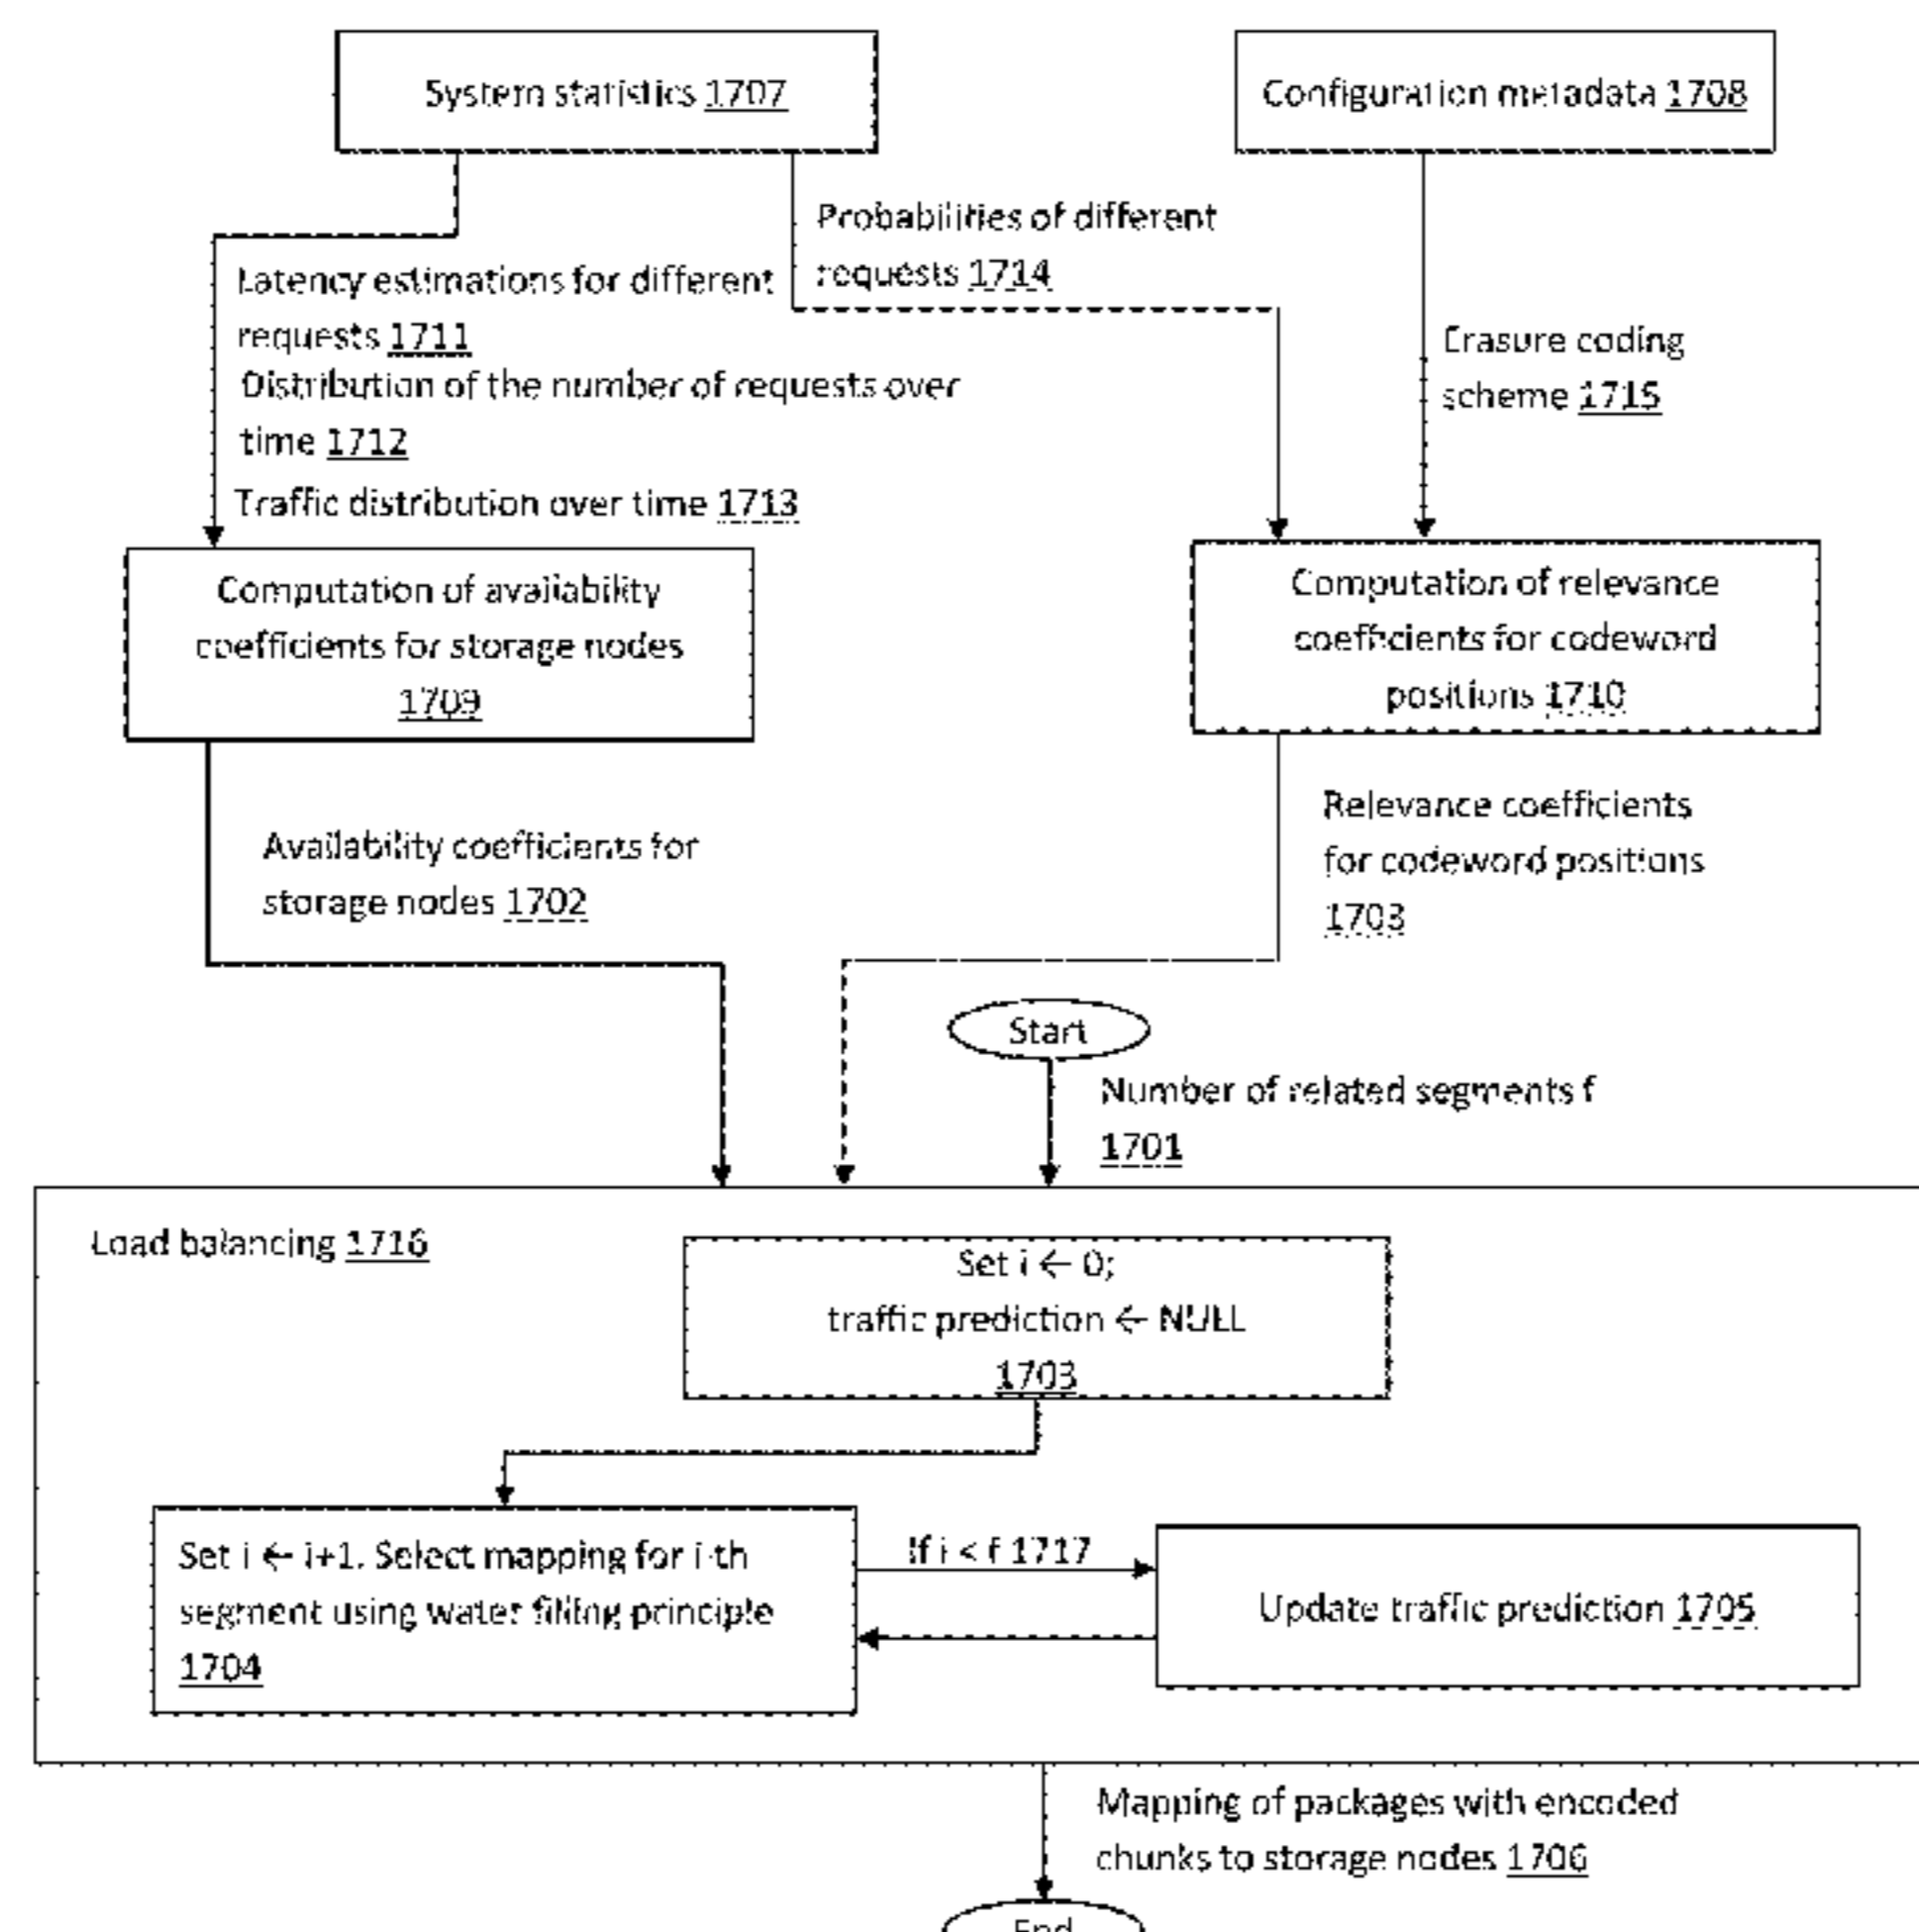 System statistics 1707
Configuration metadata 1708
Probabilities of different
requests 1714
Latency estimations for different
requests 1711
Distribution of the number of requests over
time 1712
Traffic distribution over time 1713
Erasure coding
scheme 1715
Computation of availability
coefficients for storage nodes
1709
Computation of relevance
coefficients for codeword
positions 1710
Availability coefficients for
storage nodes 1702
Relevance coefficients
for codeword positions
1703
Start
Number of related segments f
1701
Load balancing 1716
Set i ← 0;
traffic prediction ← NULL
1703
Set i ← i+1. Select mapping for i-th
segment using water filling principle
1704
If i < f 1717
Update traffic prediction 1705
Mapping of packages with encoded
chunks to storage nodes 1706
End